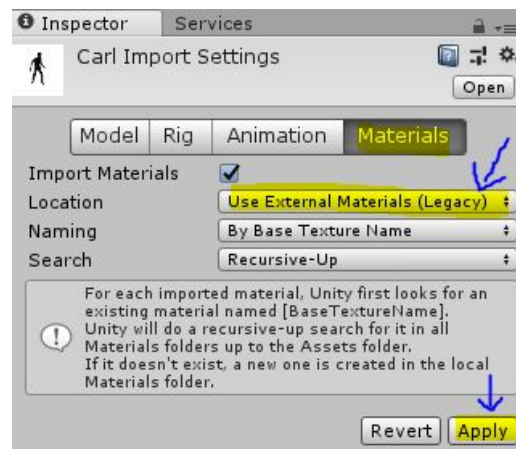 Inspector Services
Carl Import Settings
Open
Model Rig Animation Materials
Import Materials
Location Use External Materials (Legacy)
Naming By Base Texture Name
Search Recursive-Up
For each imported material, Unity first looks for an
existing material named [BaseTextureName].
Unity will do a recursive-up search for it in all
Materials folders up to the Assets folder.
If it doesn't exist, a new one is created in the local
Materials folder.
Revert Apply